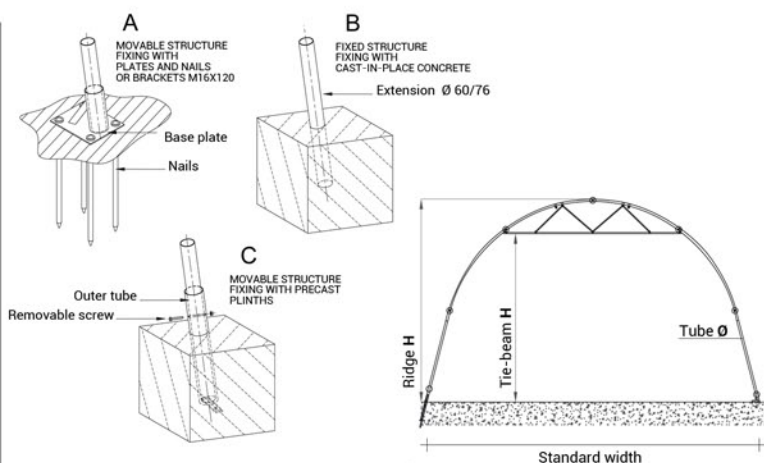 A
MOVABLE STRUCTURE
FIXING WITH
PLATES AND NAILS
OR BRACKETS M16X120
Base plate
Nails
B
FIXED STRUCTURE
FIXING WITH
CAST-IN-PLACE CONCRETE
Extension Ø 60/76
C
MOVABLE STRUCTURE
FIXING WITH PRECAST
PLINTHS
Outer tube
Removable screw
Ridge H
Tie-beam H
Tube Ø
Standard width